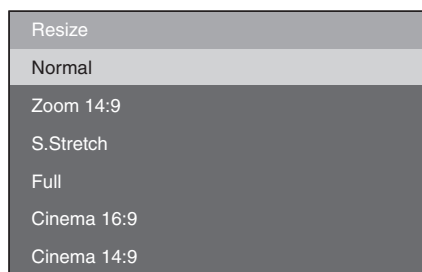 Resize
Normal
Zoom 14:9
S.Stretch
Full
Cinema 16:9
Cinema 14:9